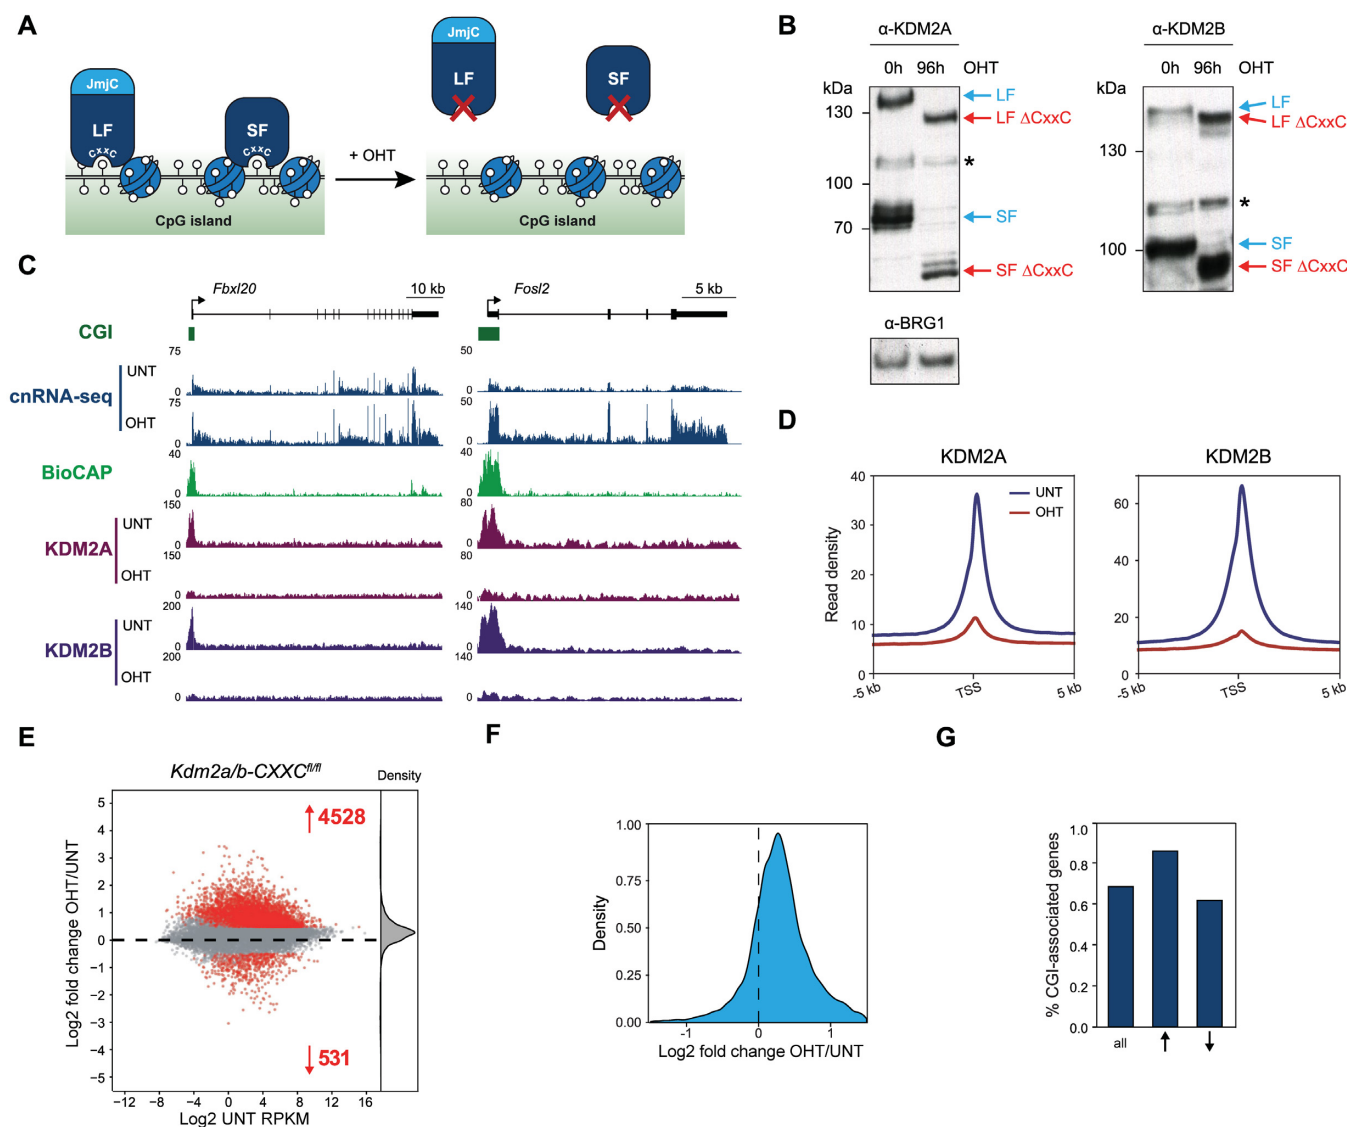 A
JmjC
LF
CxxC
SF
CxxC
CpG island
+ OHT
JmjC
LF
SF
CpG island
B
α-KDM2A
0h 96h OHT
kDa
130
100
70
LF
LF ΔCxxC
*
SF
SF ΔCxxC
α-BRG1
α-KDM2B
0h 96h OHT
kDa
130
100
LF
LF ΔCxxC
*
SF
SF ΔCxxC
C
Fbxl20
10 kb
Fosl2
5 kb
CGI
cnRNA-seq
UNT
75
0
50
0
OHT
75
0
50
0
BioCAP
40
0
40
0
KDM2A
UNT
150
0
80
0
OHT
150
0
80
0
KDM2B
UNT
200
0
140
0
OHT
200
0
140
0
D
KDM2A
UNT
OHT
Read density
40
30
20
10
0
-5 kb TSS 5 kb
KDM2B
60
40
20
0
-5 kb TSS 5 kb
E
Kdm2a/b-CXXCfl/fl
Density
4528
531
Log2 fold change OHT/UNT
5
4
3
2
1
0
−1
−2
−3
−4
−5
−12 −8 −4 0 4 8 12 16
Log2 UNT RPKM
F
Density
1.00
0.75
0.50
0.25
0.00
-1 0 1
Log2 fold change OHT/UNT
G
% CGI-associated genes
1.0
0.8
0.6
0.4
0.2
0.0
all